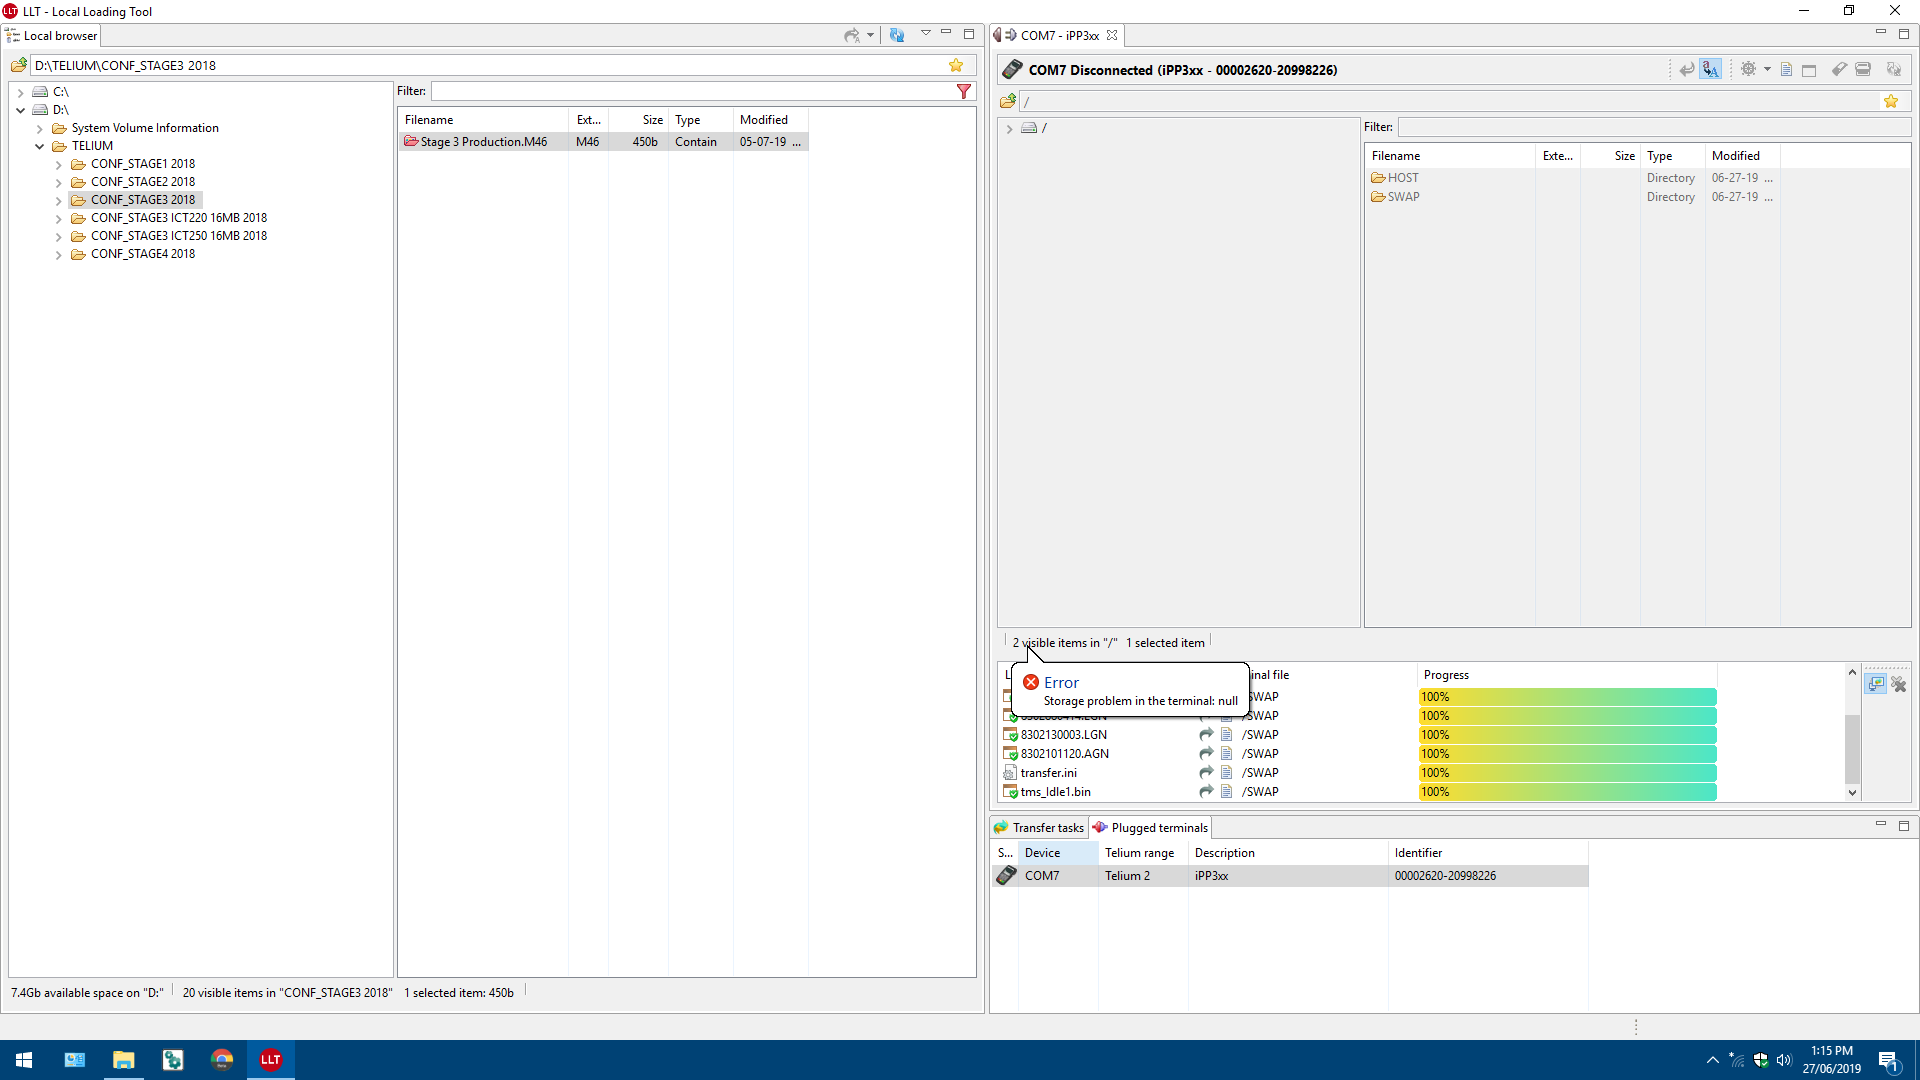 LLT - Local Loading Tool
Local browser
D:\TELIUM\CONF_STAGE3 2018
C:\
D:\
System Volume Information
TELIUM
CONF_STAGE1 2018
CONF_STAGE2 2018
CONF_STAGE3 2018
CONF_STAGE3 ICT220 16MB 2018
CONF_STAGE3 ICT250 16MB 2018
CONF_STAGE4 2018
Filter:
Filename Ext... Size Type Modified
Stage 3 Production.M46 M46 450b Contain 05-07-19 ...
7.4Gb available space on "D:" 20 visible items in "CONF_STAGE3 2018" 1 selected item: 450b
COM7 - iPP3xx
COM7 Disconnected (iPP3xx - 00002620-20998226)
/
/
Filter:
Filename Exte... Size Type Modified
HOST Directory 06-27-19 ...
SWAP Directory 06-27-19 ...
2 visible items in "/" 1 selected item
Error
Storage problem in the terminal: null
inal file Progress
SWAP 100%
/SWAP 100%
8302130003.LGN /SWAP 100%
8302101120.AGN /SWAP 100%
transfer.ini /SWAP 100%
tms_Idle1.bin /SWAP 100%
Transfer tasks Plugged terminals
S... Device Telium range Description Identifier
COM7 Telium 2 iPP3xx 00002620-20998226
LLT
1:15 PM
27/06/2019
1